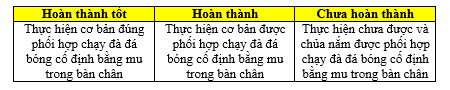 Hoàn thành tốt
Hoàn thành
Chưa hoàn thành
Thực hiện cơ bản đúng
phối hợp chạy đà đá
bóng cố định bằng mu
trong bàn chân
Thực hiện cơ bản được
phối hợp chạy đà đá
bóng cố định bằng mu
trong bàn chân
Thực hiện chưa được và
chủa nắm được phối hợp
chạy đà đá bóng cố định
bằng mu trong bàn chân